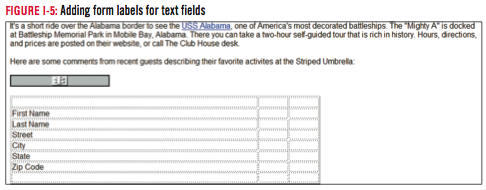 FIGURE I-5: Adding form labels for text fields
It's a short ride over the Alabama border to see the USS Alabama, one of America's most decorated battleships. The "Mighty A" is docked
at Battleship Memorial Park in Mobile Bay, Alabama. There you can take a two-hour self-guided tour that is rich in history. Hours, directions,
and prices are posted on their website, or call The Club House desk.
Here are some comments from recent guests describing their favorite activites at the Striped Umbrella:
First Name
Last Name
Street
City
State
Zip Code